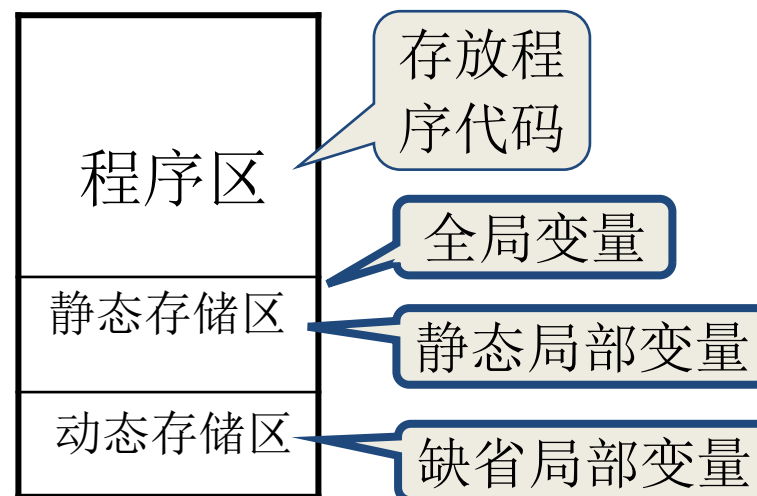 存放程
序代码
程序区
全局变量
静态存储区
静态局部变量
动态存储区
缺省局部变量